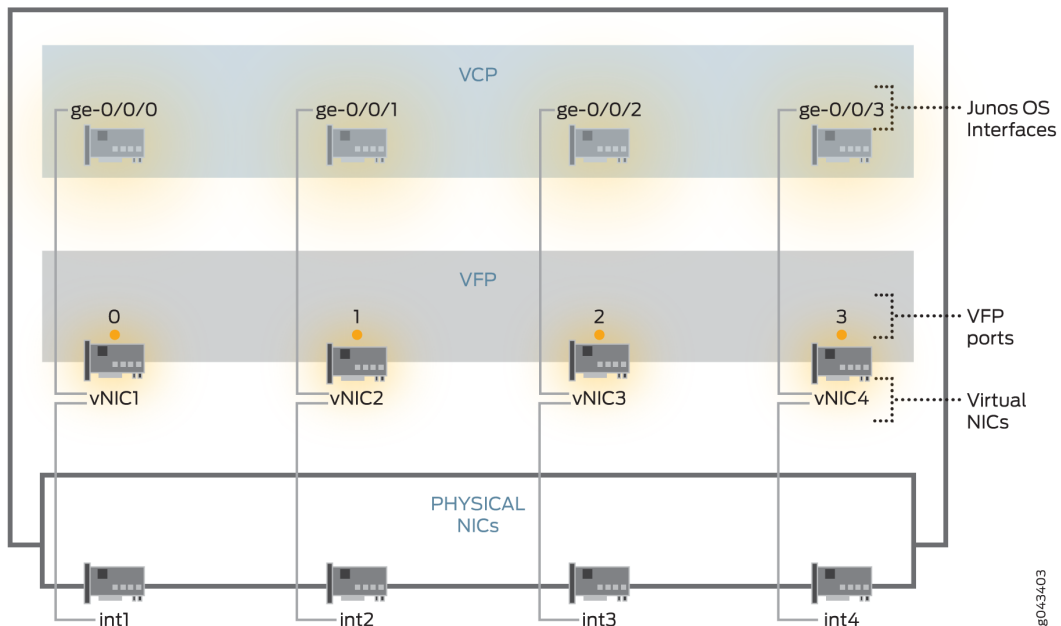 VCP
ge-0/0/0
ge-0/0/1
ge-0/0/2
ge-0/0/3
Junos OS
Interfaces
VFP
0
1
2
3
VFP
ports
vNIC1
vNIC2
vNIC3
vNIC4
Virtual
NICs
PHYSICAL
NICs
int1
int2
int3
int4
g043403